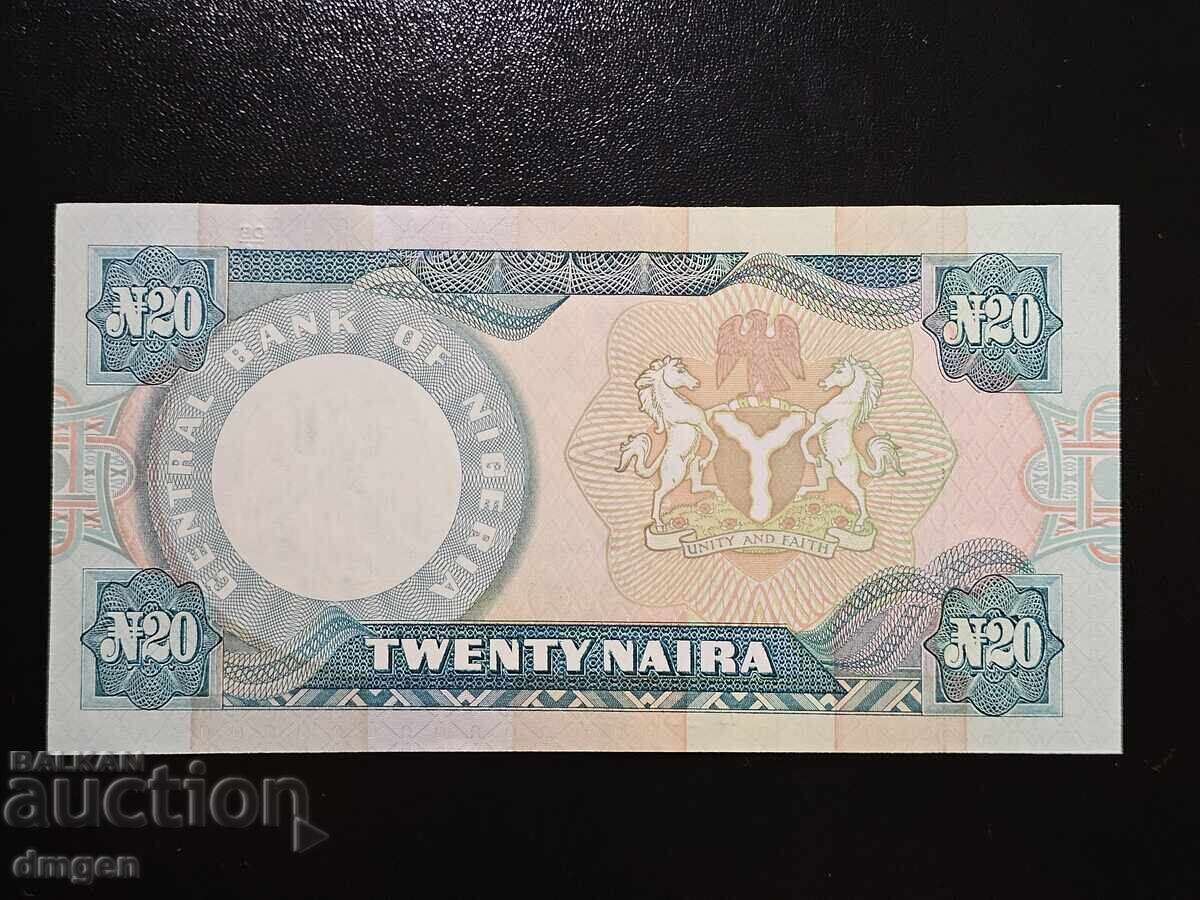 ₦20
₦20
CENTRAL BANK OF NIGERIA
UNITY AND FAITH
₦20
TWENTY NAIRA
₦20
BALKAN
auction
dmgen